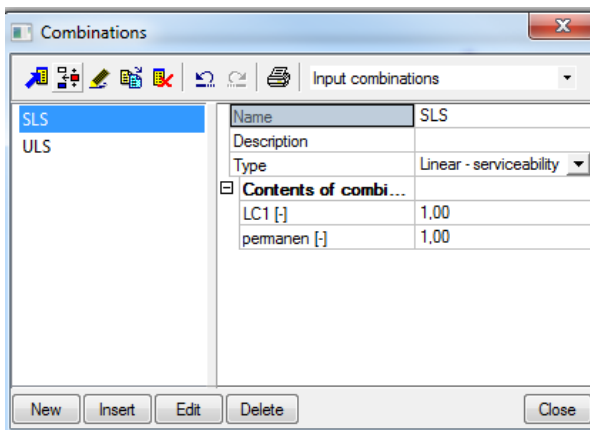 Combinations
Input combinations
SLS
ULS
Name SLS
Description
Type Linear - serviceability
Contents of combi...
LC1 [-] 1,00
permanen [-] 1,00
New Insert Edit Delete Close